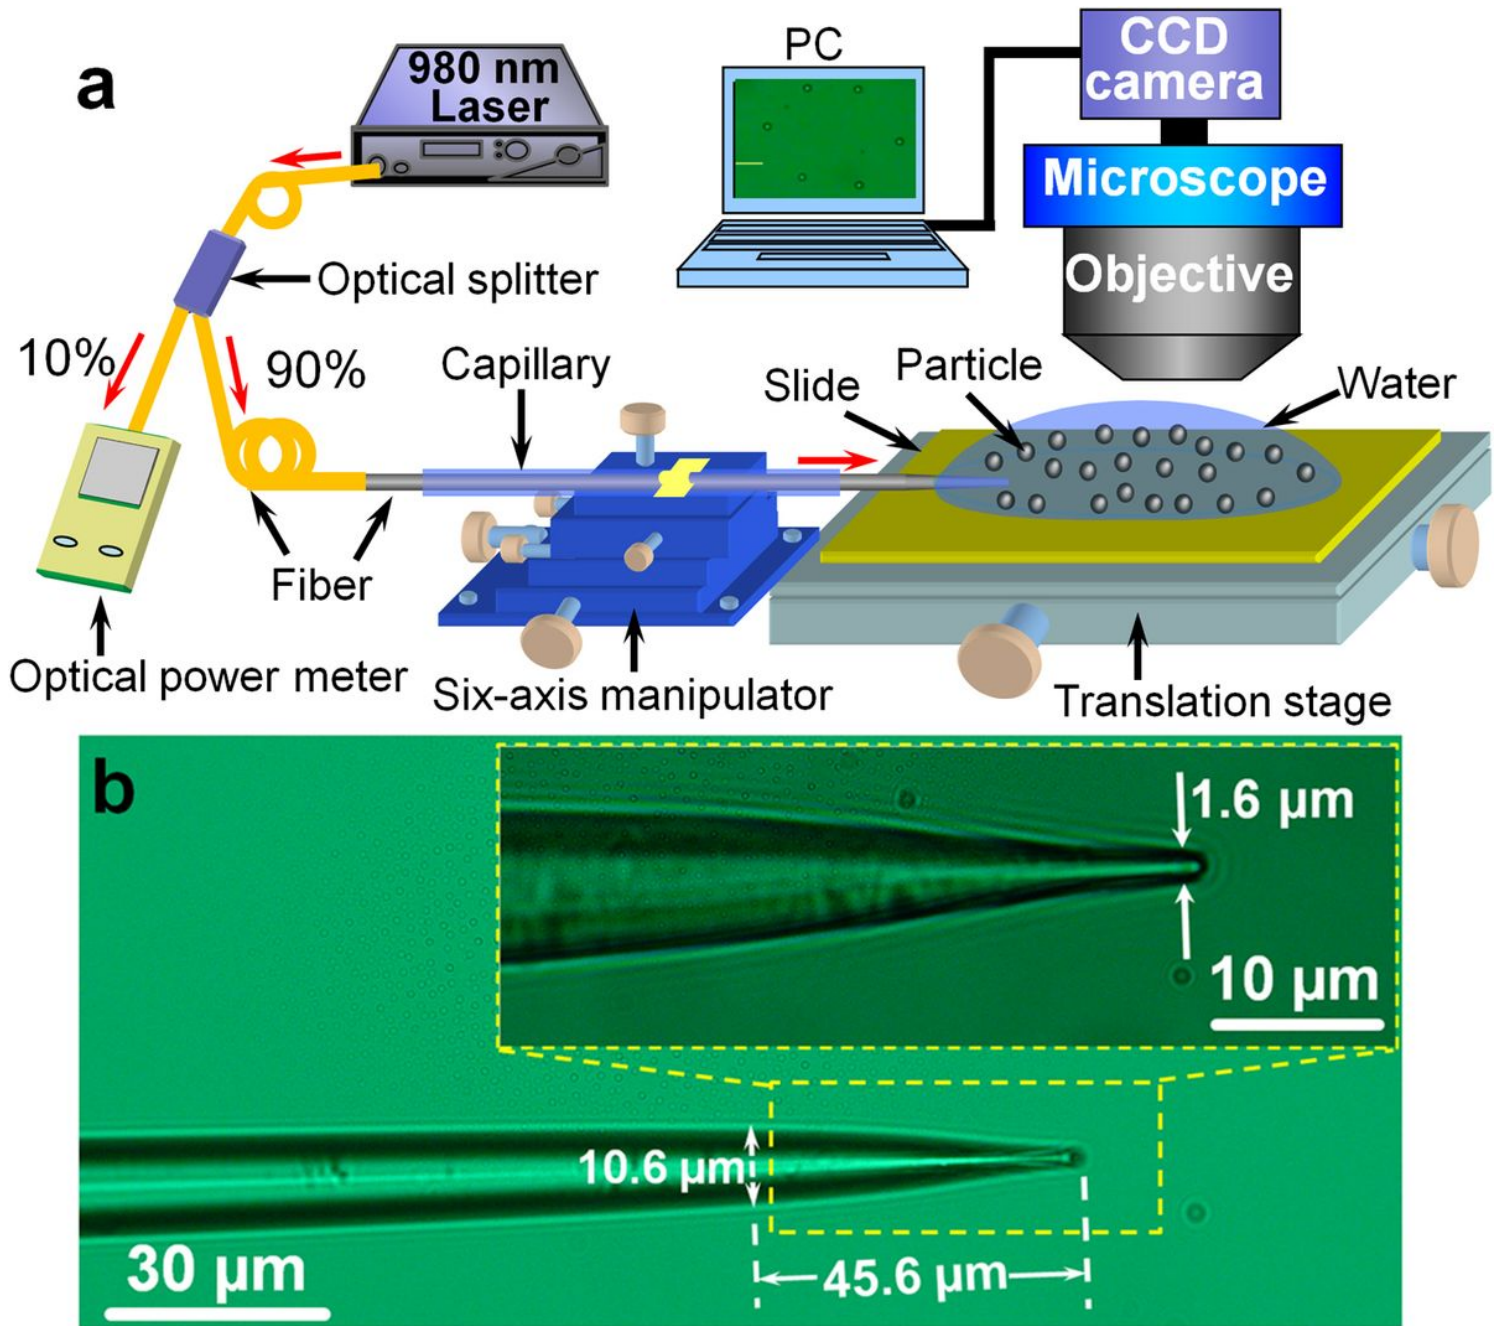 a
980 nm
Laser
PC
CCD
camera
Microscope
Objective
Optical splitter
10%
90%
Capillary
Slide
Particle
Water
Fiber
Optical power meter
Six-axis manipulator
Translation stage
b
1.6 µm
10 µm
10.6 µm
45.6 µm
30 µm